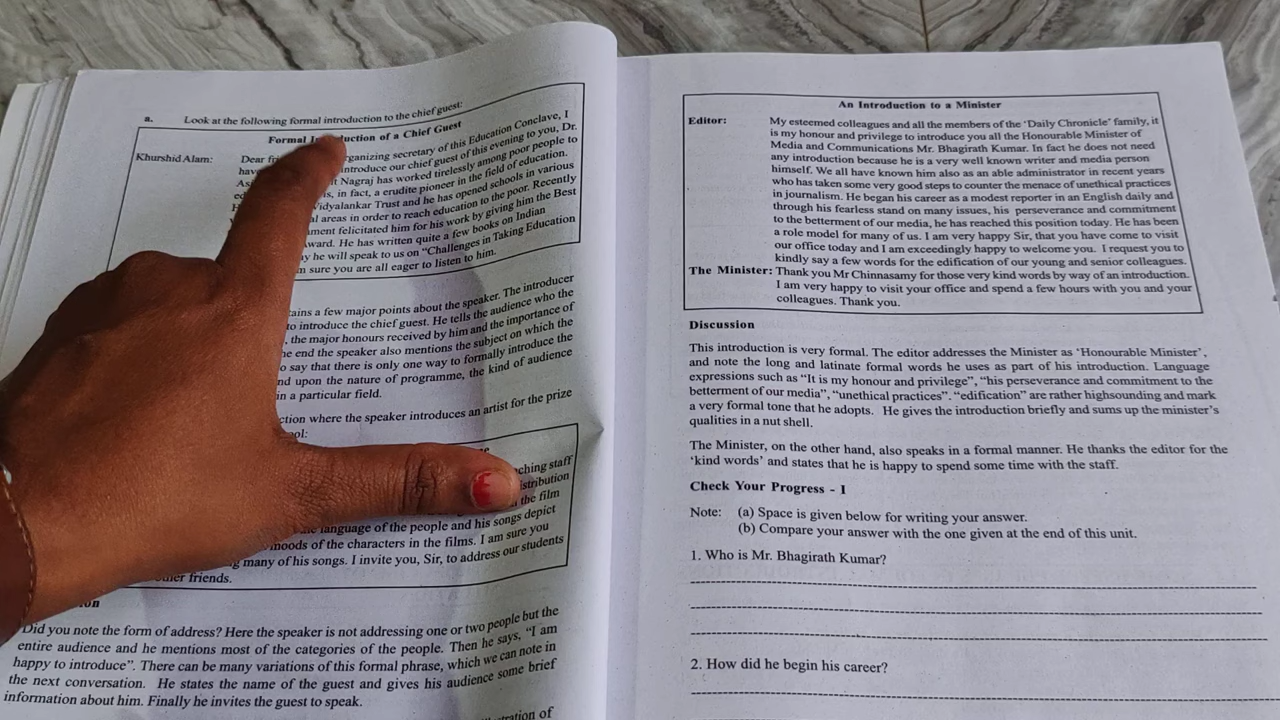 a. Look at the following formal introduction to the chief guest:
Formal Introduction of a Chief Guest
Khurshid Alam: Dear organizing secretary of this Education Conclave, I
have introduce our chief guest of this evening to you, Dr.
Nagraj has worked tirelessly among poor people to
is, in fact, a erudite pioneer in the field of education.
Vidyalankar Trust and he has opened schools in various
areas in order to reach education to the poor. Recently
felicitated him for his work by giving him the Best
He has written quite a few books on Indian
he will speak to us on "Challenges in Taking Education
sure you are all eager to listen to him.
a few major points about the speaker. The introducer
to introduce the chief guest. He tells the audience who the
, the major honours received by him and the importance of
end the speaker also mentions the subject on which the
say that there is only one way to formally introduce the
upon the nature of programme, the kind of audience
in a particular field.
where the speaker introduces an artist for the prize
the film
language of the people and his songs depict
moods of the characters in the films. I am sure you
many of his songs. I invite you, Sir, to address our students
friends.
Did you note the form of address? Here the speaker is not addressing one or two people but the
entire audience and he mentions most of the categories of the people. Then he says, "I am
happy to introduce". There can be many variations of this formal phrase, which we can note in
the next conversation. He states the name of the guest and gives his audience some brief
information about him. Finally he invites the guest to speak.
of
An Introduction to a Minister
Editor: My esteemed colleagues and all the members of the 'Daily Chronicle' family, it
is my honour and privilege to introduce you all the Honourable Minister of
Media and Communications Mr. Bhagirath Kumar. In fact he does not need
any introduction because he is a very well known writer and media person
himself. We all have known him also as an able administrator in recent years
who has taken some very good steps to counter the menace of unethical practices
in journalism. He began his career as a modest reporter in an English daily and
through his fearless stand on many issues, his perseverance and commitment
to the betterment of our media, he has reached this position today. He has been
a role model for many of us. I am very happy Sir, that you have come to visit
our office today and I am exceedingly happy to welcome you. I request you to
kindly say a few words for the edification of our young and senior colleagues.
The Minister: Thank you Mr Chinnasamy for those very kind words by way of an introduction.
I am very happy to visit your office and spend a few hours with you and your
colleagues. Thank you.
Discussion
This introduction is very formal. The editor addresses the Minister as 'Honourable Minister',
and note the long and latinate formal words he uses as part of his introduction. Language
expressions such as "It is my honour and privilege", "his perseverance and commitment to the
betterment of our media", "unethical practices". "edification" are rather highsounding and mark
a very formal tone that he adopts. He gives the introduction briefly and sums up the minister's
qualities in a nut shell.
The Minister, on the other hand, also speaks in a formal manner. He thanks the editor for the
'kind words' and states that he is happy to spend some time with the staff.
Check Your Progress - I
Note: (a) Space is given below for writing your answer.
(b) Compare your answer with the one given at the end of this unit.
1. Who is Mr. Bhagirath Kumar?
2. How did he begin his career?